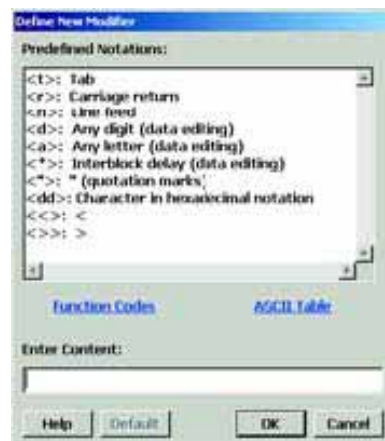 Define New Modifier
Predefined Notations:
<t>: Tab
<r>: Carriage return
<n>: Line feed
<d>: Any digit (data editing)
<a>: Any letter (data editing)
<*>: Interblock delay (data editing)
<">: " (quotation marks)
<dd>: Character in hexadecimal notation
<<>: <
<>>: >
Function Codes ASCII Table
Enter Content:
Help Default OK Cancel